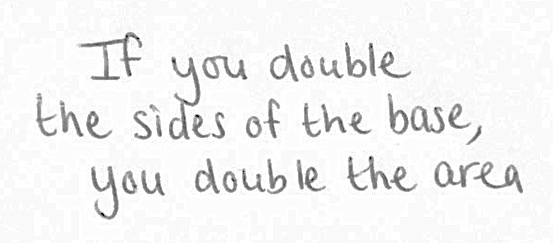 If you double
the sides of the base,
you double the area